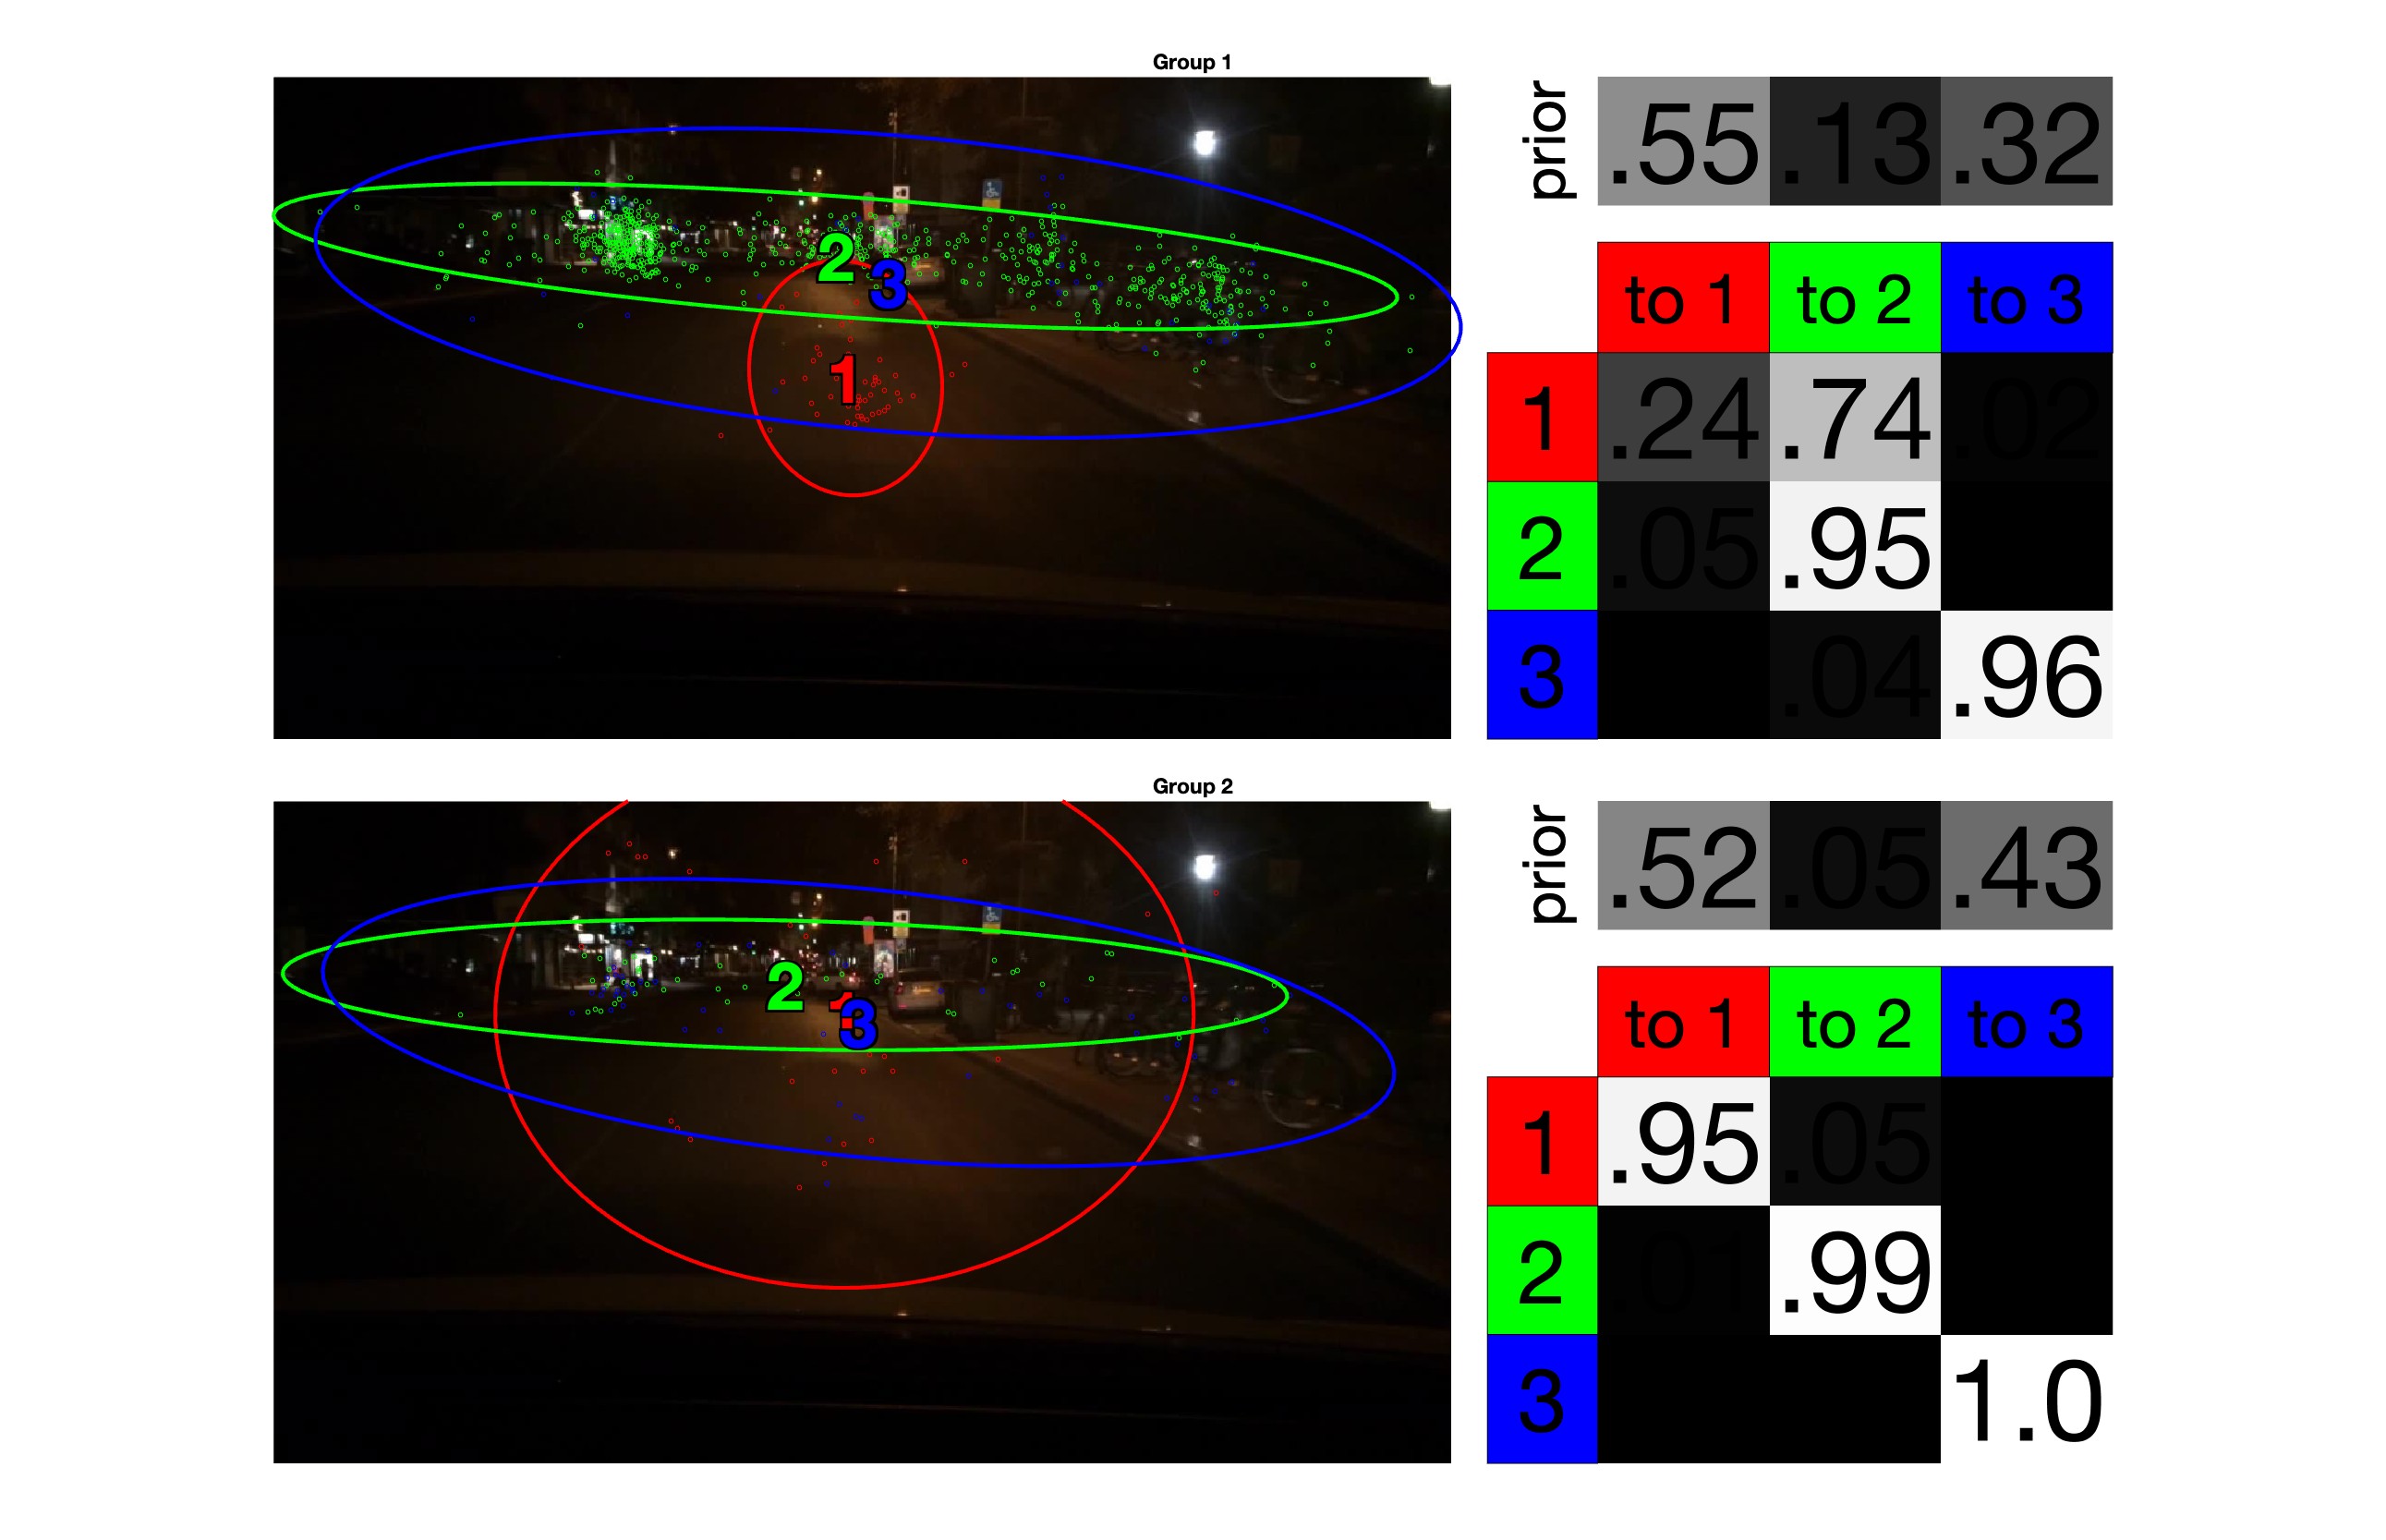 Group 1
2
3
1
prior
.55 .13 .32
to 1 to 2 to 3
1 .24 .74 .02
2 .05 .95
3 .04 .96
Group 2
2
1
3
prior
.52 .05 .43
to 1 to 2 to 3
1 .95 .05
2 .01 .99
3 1.0